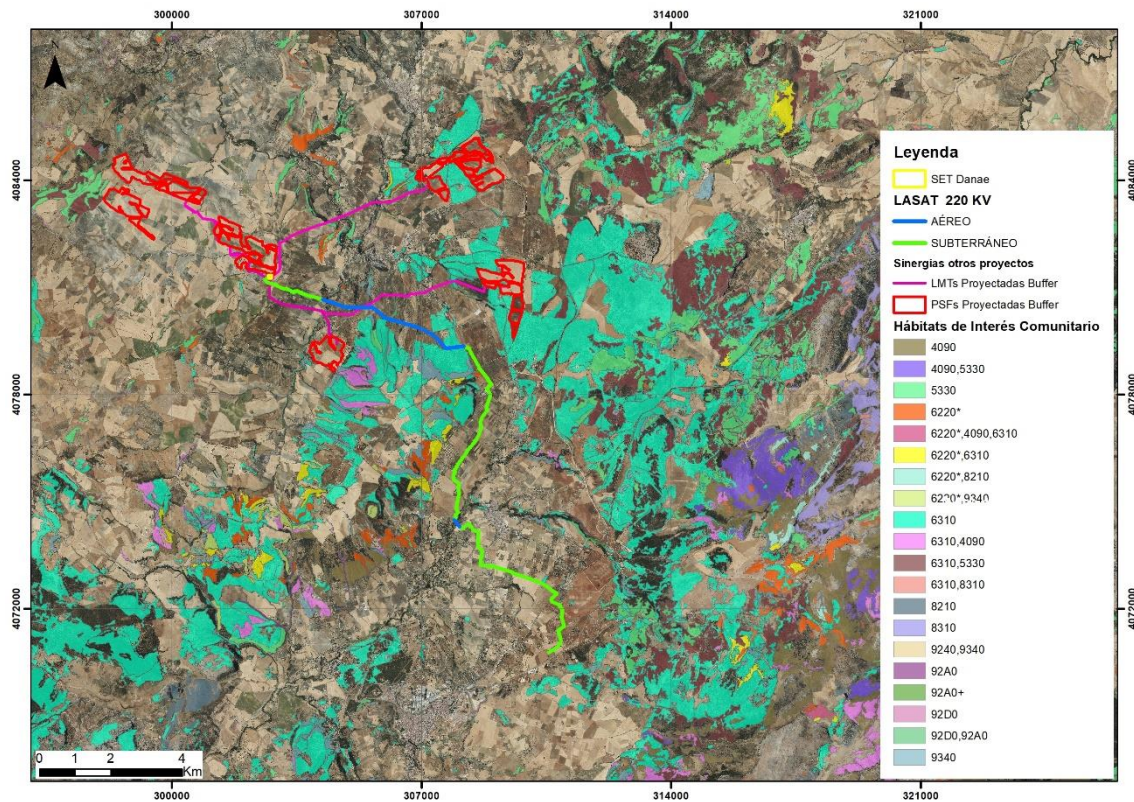 300000 307000 314000 321000
N
4084000 4084000
4078000 4078000
4072000 4072000
Leyenda
SET Danae
LASAT 220 KV
AÉREO
SUBTERRÁNEO
Sinergias otros proyectos
LMTs Proyectadas Buffer
PSFs Proyectadas Buffer
Hábitats de Interés Comunitario
4090
4090,5330
5330
6220*
6220*,4090,6310
6220*,6310
6220*,8210
6220*,9340
6310
6310,4090
6310,5330
6310,8310
8210
8310
9240,9340
92A0
92A0+
92D0
92D0,92A0
9340
0 1 2 4
Km
300000 307000 314000 321000